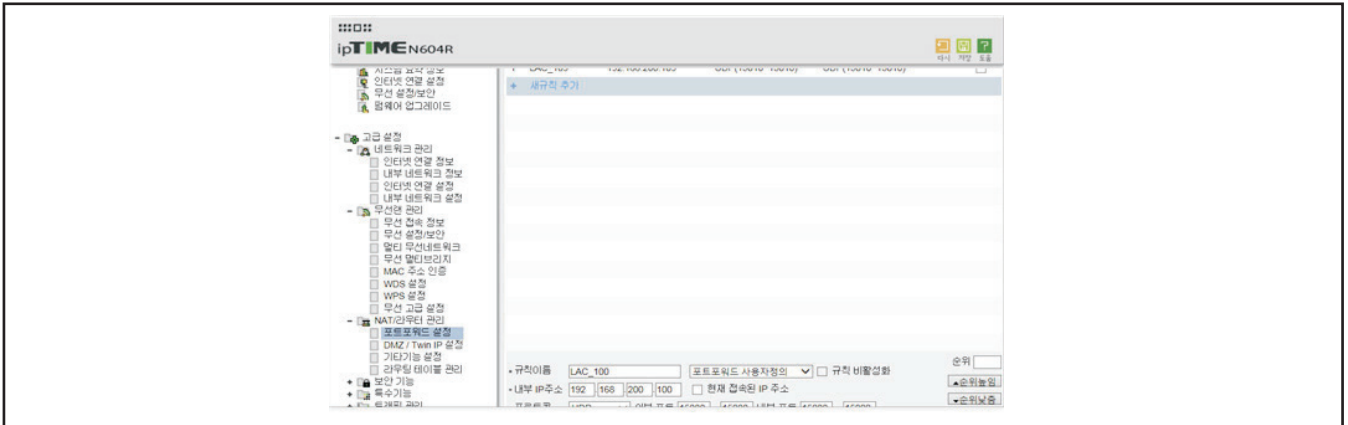 ipTIME N604R
다시 저장 도움
시스템 요약 정보
인터넷 연결 설정
무선 설정/보안
펌웨어 업그레이드
+ 새규칙 추가
고급 설정
네트워크 관리
인터넷 연결 정보
내부 네트워크 정보
인터넷 연결 설정
내부 네트워크 설정
무선랜 관리
무선 접속 정보
무선 설정/보안
멀티 무선네트워크
무선 멀티브리지
MAC 주소 인증
WDS 설정
WPS 설정
무선 고급 설정
NAT/라우터 관리
포트포워드 설정
DMZ / Twin IP 설정
기타기능 설정
라우팅 테이블 관리
보안 기능
특수기능
트래픽 관리
규칙이름 LAC_100 포트포워드 사용자정의 규칙 비활성화
내부 IP주소 192 168 200 100 현재 접속된 IP 주소
순위
▲순위높임
▼순위낮춤